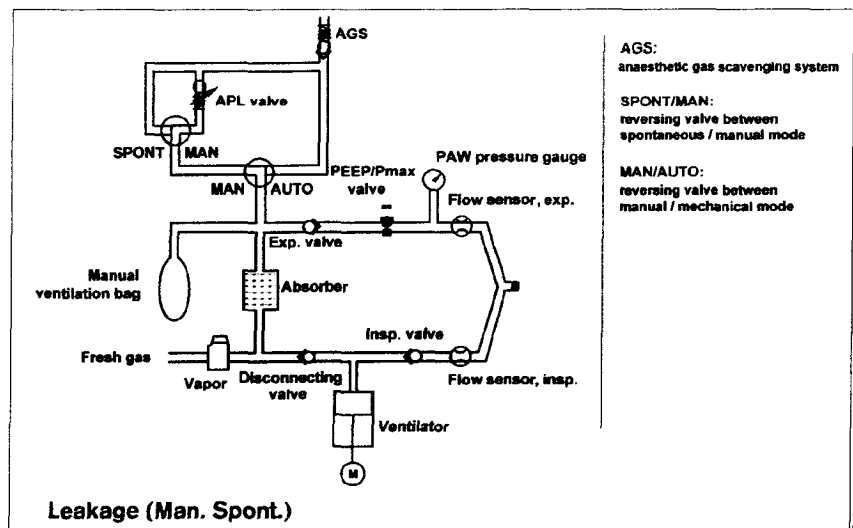 AGS
APL valve
SPONT
MAN
MAN
AUTO
PEEP/Pmax
valve
PAW pressure gauge
Flow sensor, exp.
Exp. valve
Manual
ventilation bag
Absorber
Insp. valve
Fresh gas
Vapor
Disconnecting
valve
Flow sensor, insp.
Ventilator
M
Leakage (Man. Spont.)
AGS:
anaesthetic gas scavenging system
SPONT/MAN:
reversing valve between
spontaneous / manual mode
MAN/AUTO:
reversing valve between
manual / mechanical mode